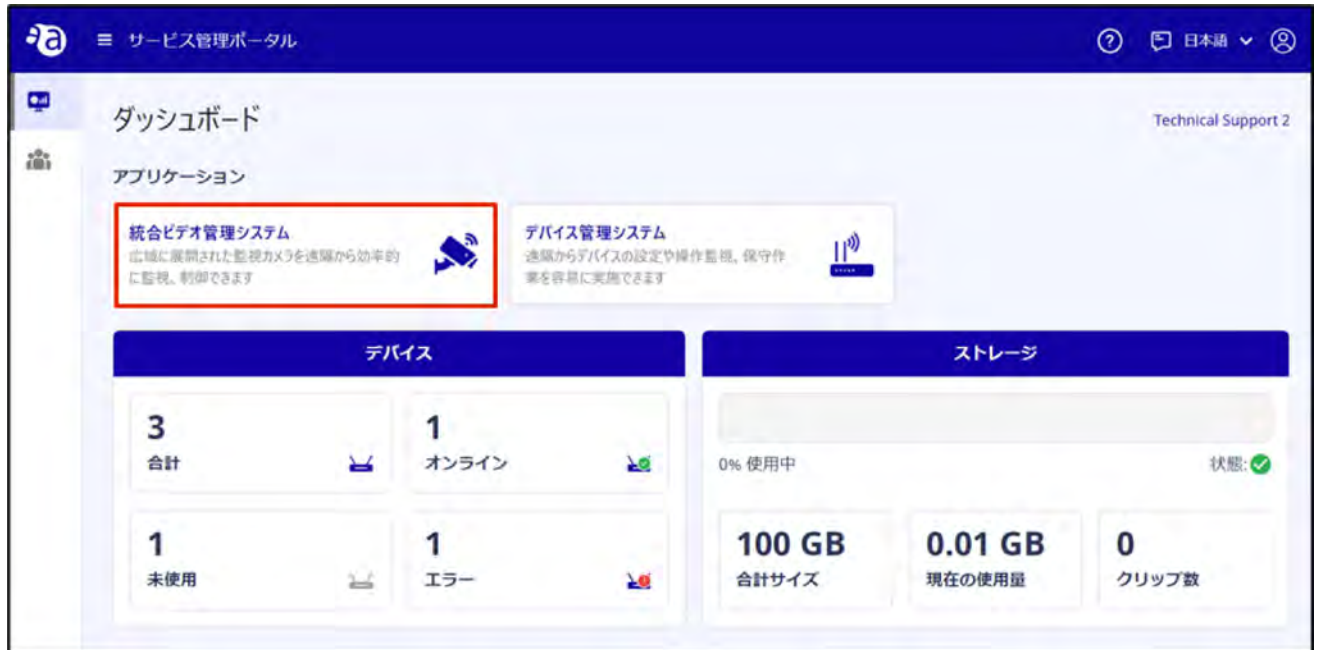 サービス管理ポータル
日本語
ダッシュボード
Technical Support 2
アプリケーション
統合ビデオ管理システム
広域に展開された監視カメラを遠隔から効率的
に監視、制御できます
デバイス管理システム
遠隔からデバイスの設定や操作監視、保守作
業を容易に実施できます
デバイス
3
合計
1
オンライン
1
未使用
1
エラー
ストレージ
0% 使用中
状態:
100 GB
合計サイズ
0.01 GB
現在の使用量
0
クリップ数